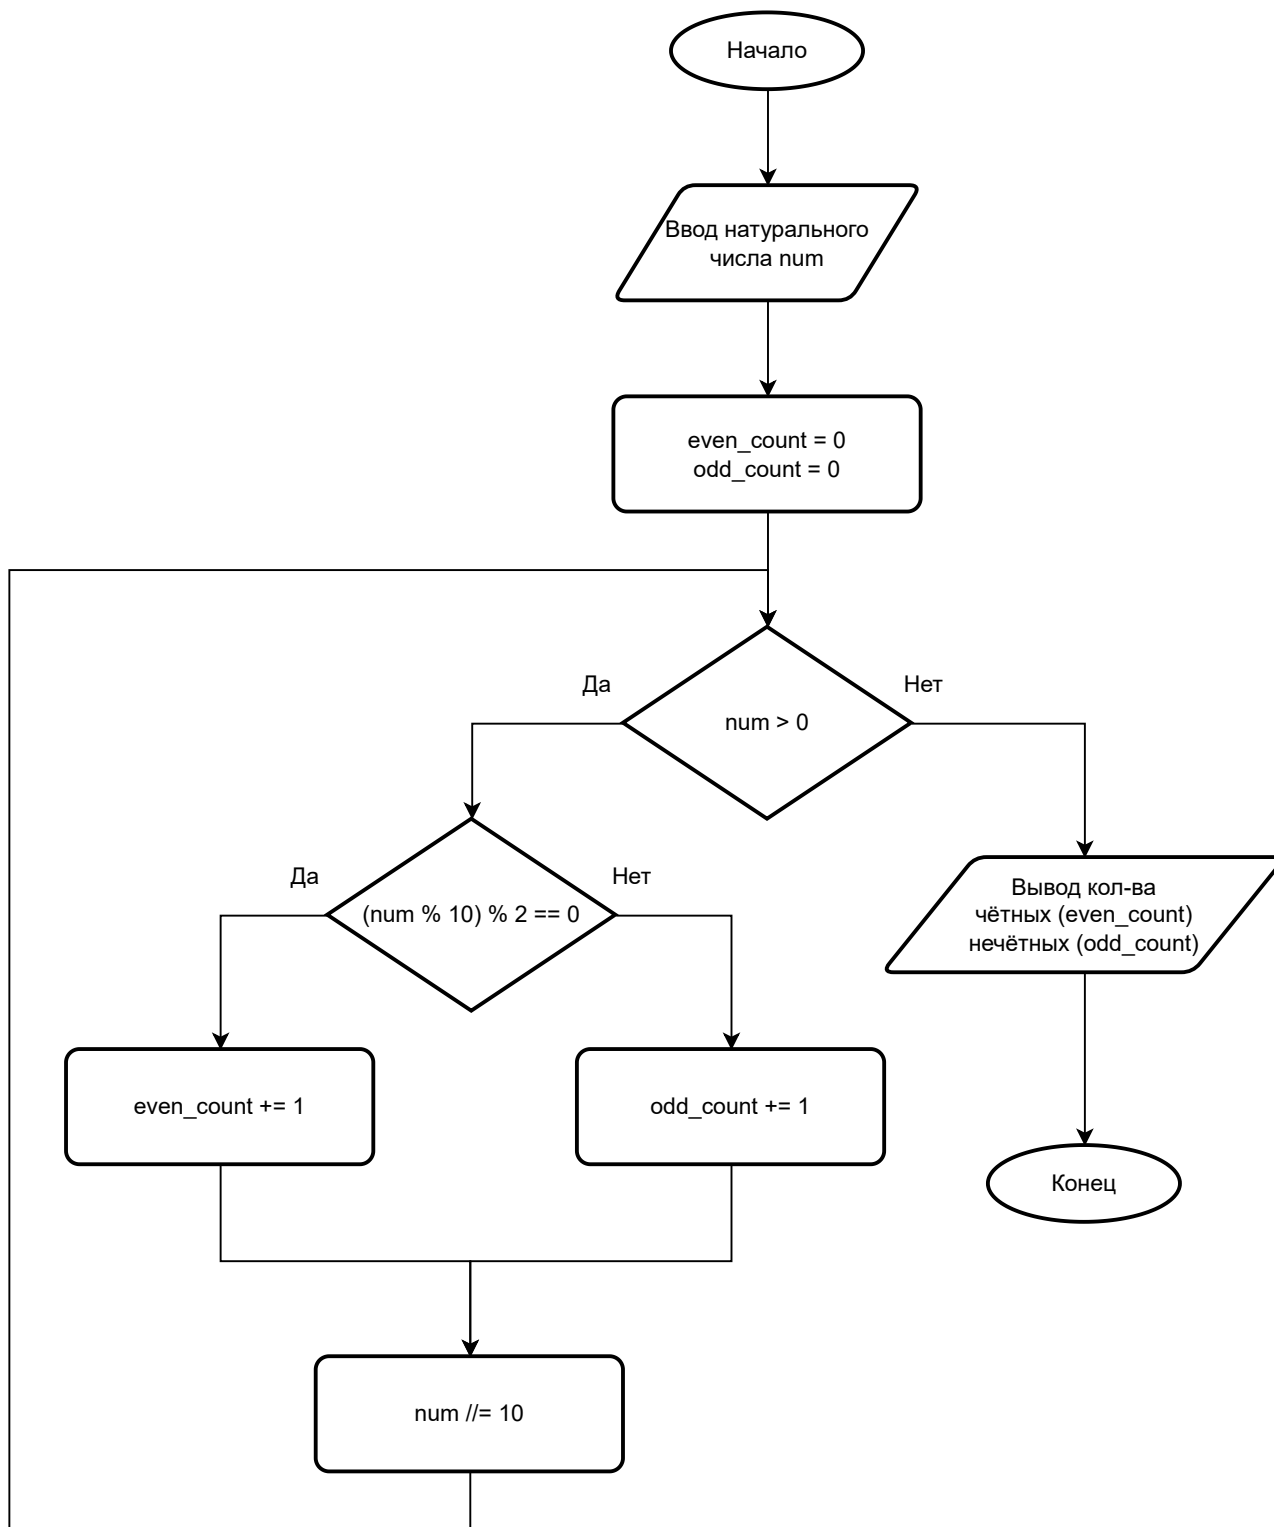 Начало
Ввод натурального
числа num
even_count = 0
odd_count = 0
Да
Нет
num > 0
Да
Нет
(num % 10) % 2 == 0
Вывод кол-ва
чётных (even_count)
нечётных (odd_count)
even_count += 1
odd_count += 1
Конец
num //= 10